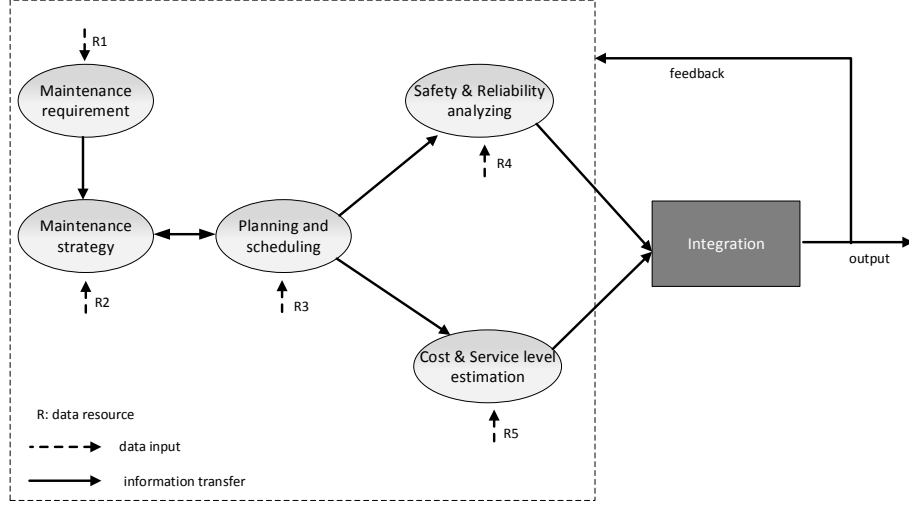 R1
Maintenance
requirement
Safety & Reliability
analyzing
feedback
R4
Maintenance
strategy
Planning and
scheduling
Integration
output
R2
R3
Cost & Service level
estimation
R: data resource
R5
data input
information transfer